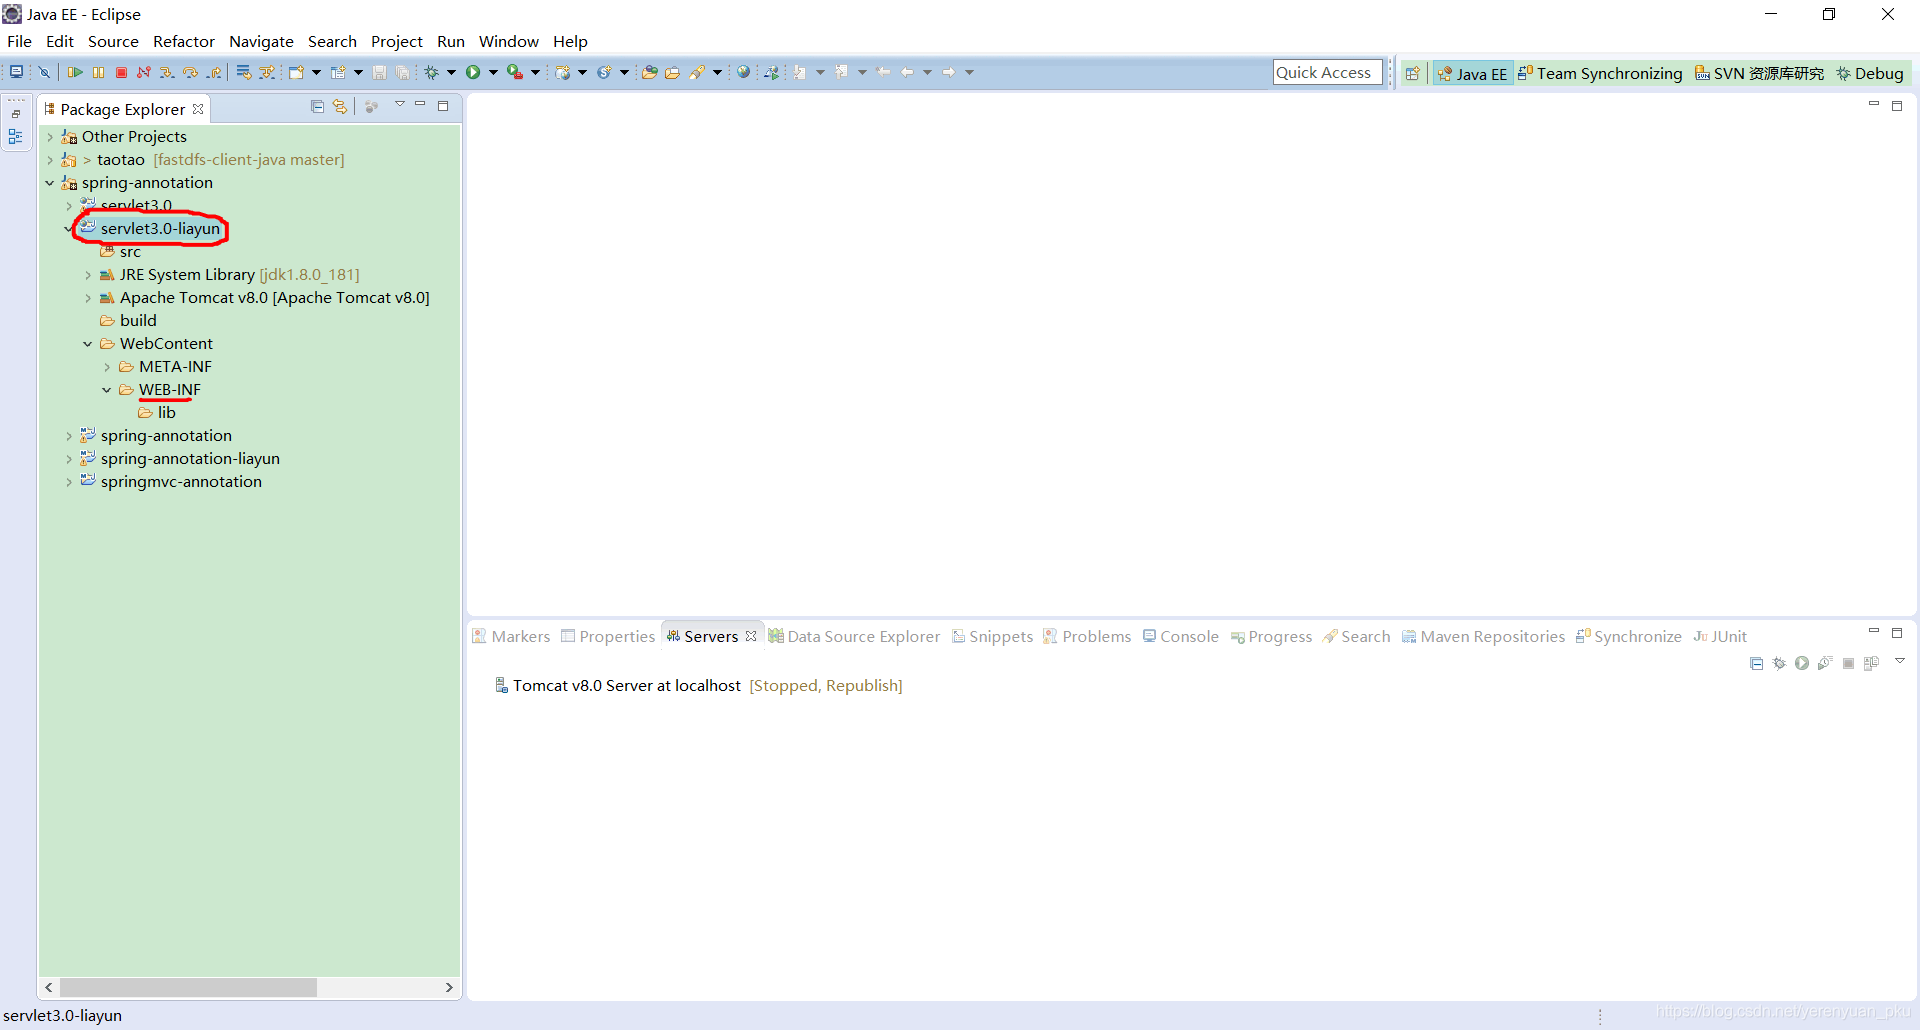 Java EE - Eclipse
File Edit Source Refactor Navigate Search Project Run Window Help
Quick Access
Java EE Team Synchronizing SVN 资源库研究 Debug
Package Explorer
Other Projects
> taotao [fastdfs-client-java master]
spring-annotation
servlet3.0
servlet3.0-liayun
src
JRE System Library [jdk1.8.0_181]
Apache Tomcat v8.0 [Apache Tomcat v8.0]
build
WebContent
META-INF
WEB-INF
lib
spring-annotation
spring-annotation-liayun
springmvc-annotation
Markers Properties Servers Data Source Explorer Snippets Problems Console Progress Search Maven Repositories Synchronize JUnit
Tomcat v8.0 Server at localhost [Stopped, Republish]
servlet3.0-liayun
https://blog.csdn.net/yerenyuan_pku